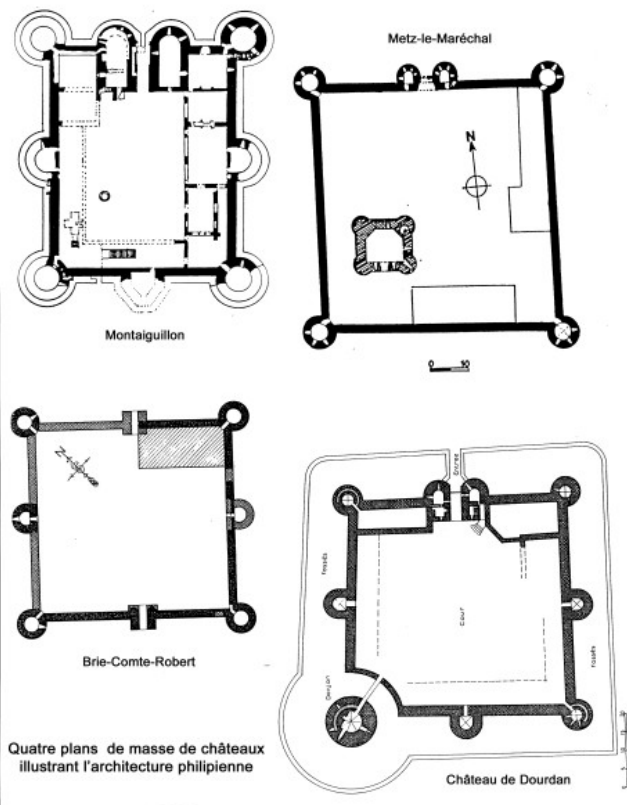 Metz-le-Maréchal
N
Montaiguillon
0 10
N
Entrée
fossés
Cour
fossés
Donjon
Brie-Comte-Robert
Quatre plans de masse de châteaux
illustrant l'architecture philipienne
Château de Dourdan